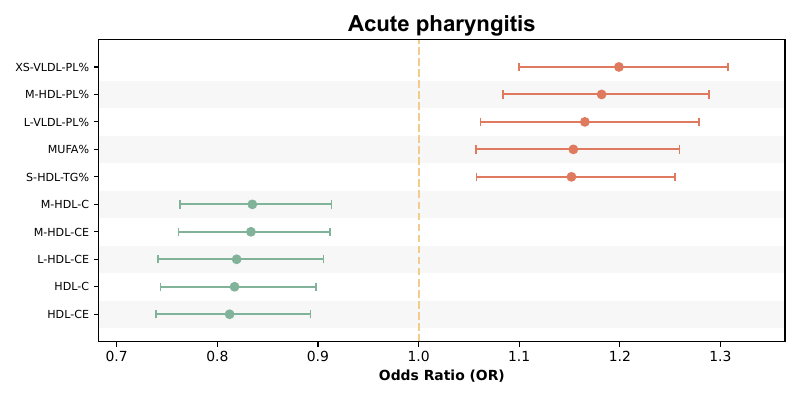 Acute pharyngitis
XS-VLDL-PL%
M-HDL-PL%
L-VLDL-PL%
MUFA%
S-HDL-TG%
M-HDL-C
M-HDL-CE
L-HDL-CE
HDL-C
HDL-CE
0.7 0.8 0.9 1.0 1.1 1.2 1.3
Odds Ratio (OR)